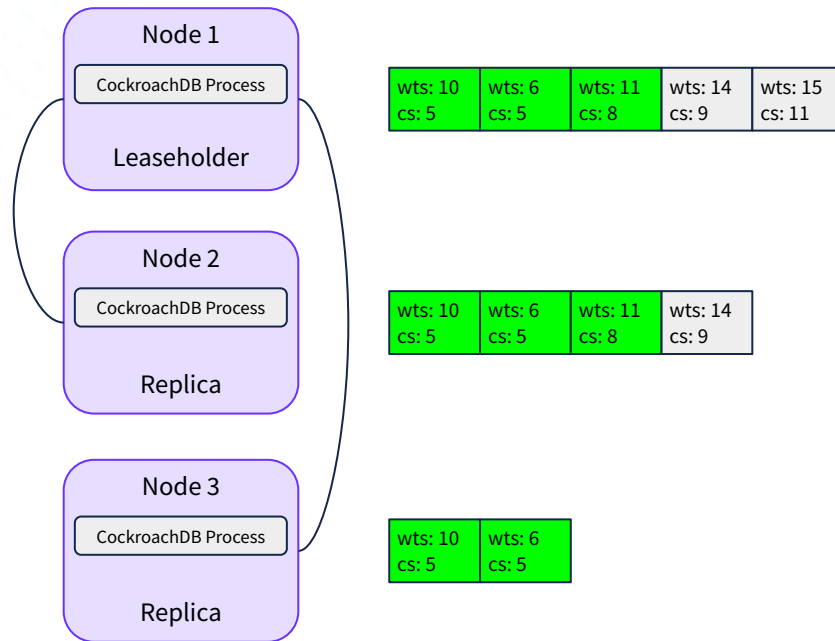 Node 1
CockroachDB Process
Leaseholder
wts: 10
cs: 5
wts: 6
cs: 5
wts: 11
cs: 8
wts: 14
cs: 9
wts: 15
cs: 11
Node 2
CockroachDB Process
Replica
wts: 10
cs: 5
wts: 6
cs: 5
wts: 11
cs: 8
wts: 14
cs: 9
Node 3
CockroachDB Process
Replica
wts: 10
cs: 5
wts: 6
cs: 5